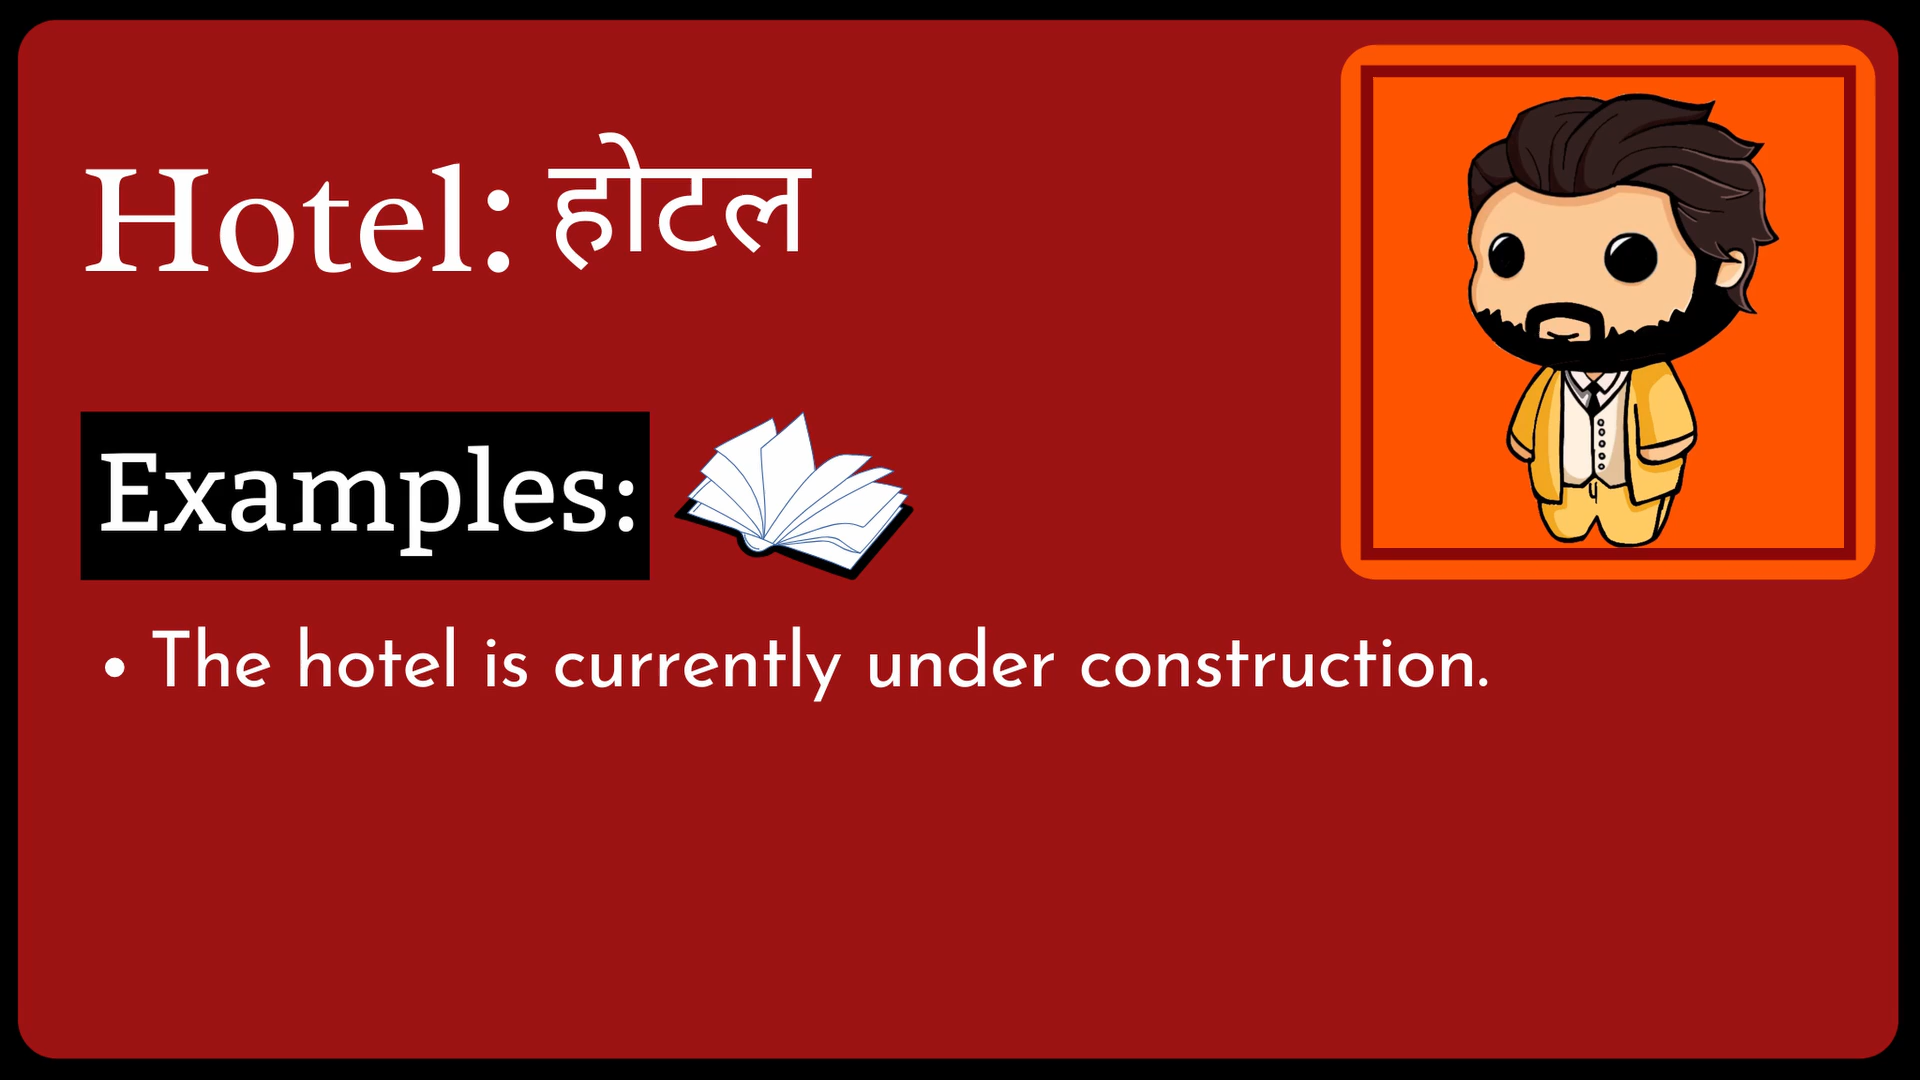 Hotel: होटल
Examples:
• The hotel is currently under construction.